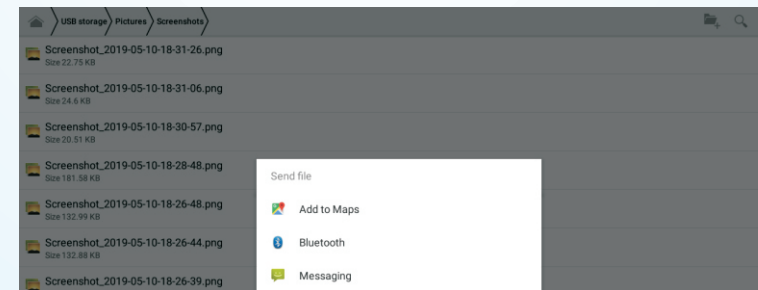 USB storage Pictures Screenshots
Screenshot_2019-05-10-18-31-26.png
Size 22.75 KB
Screenshot_2019-05-10-18-31-06.png
Size 24.6 KB
Screenshot_2019-05-10-18-30-57.png
Size 20.51 KB
Screenshot_2019-05-10-18-28-48.png
Size 181.58 KB
Screenshot_2019-05-10-18-26-48.png
Size 132.99 KB
Screenshot_2019-05-10-18-26-44.png
Size 132.88 KB
Screenshot_2019-05-10-18-26-39.png
Send file
Add to Maps
Bluetooth
Messaging